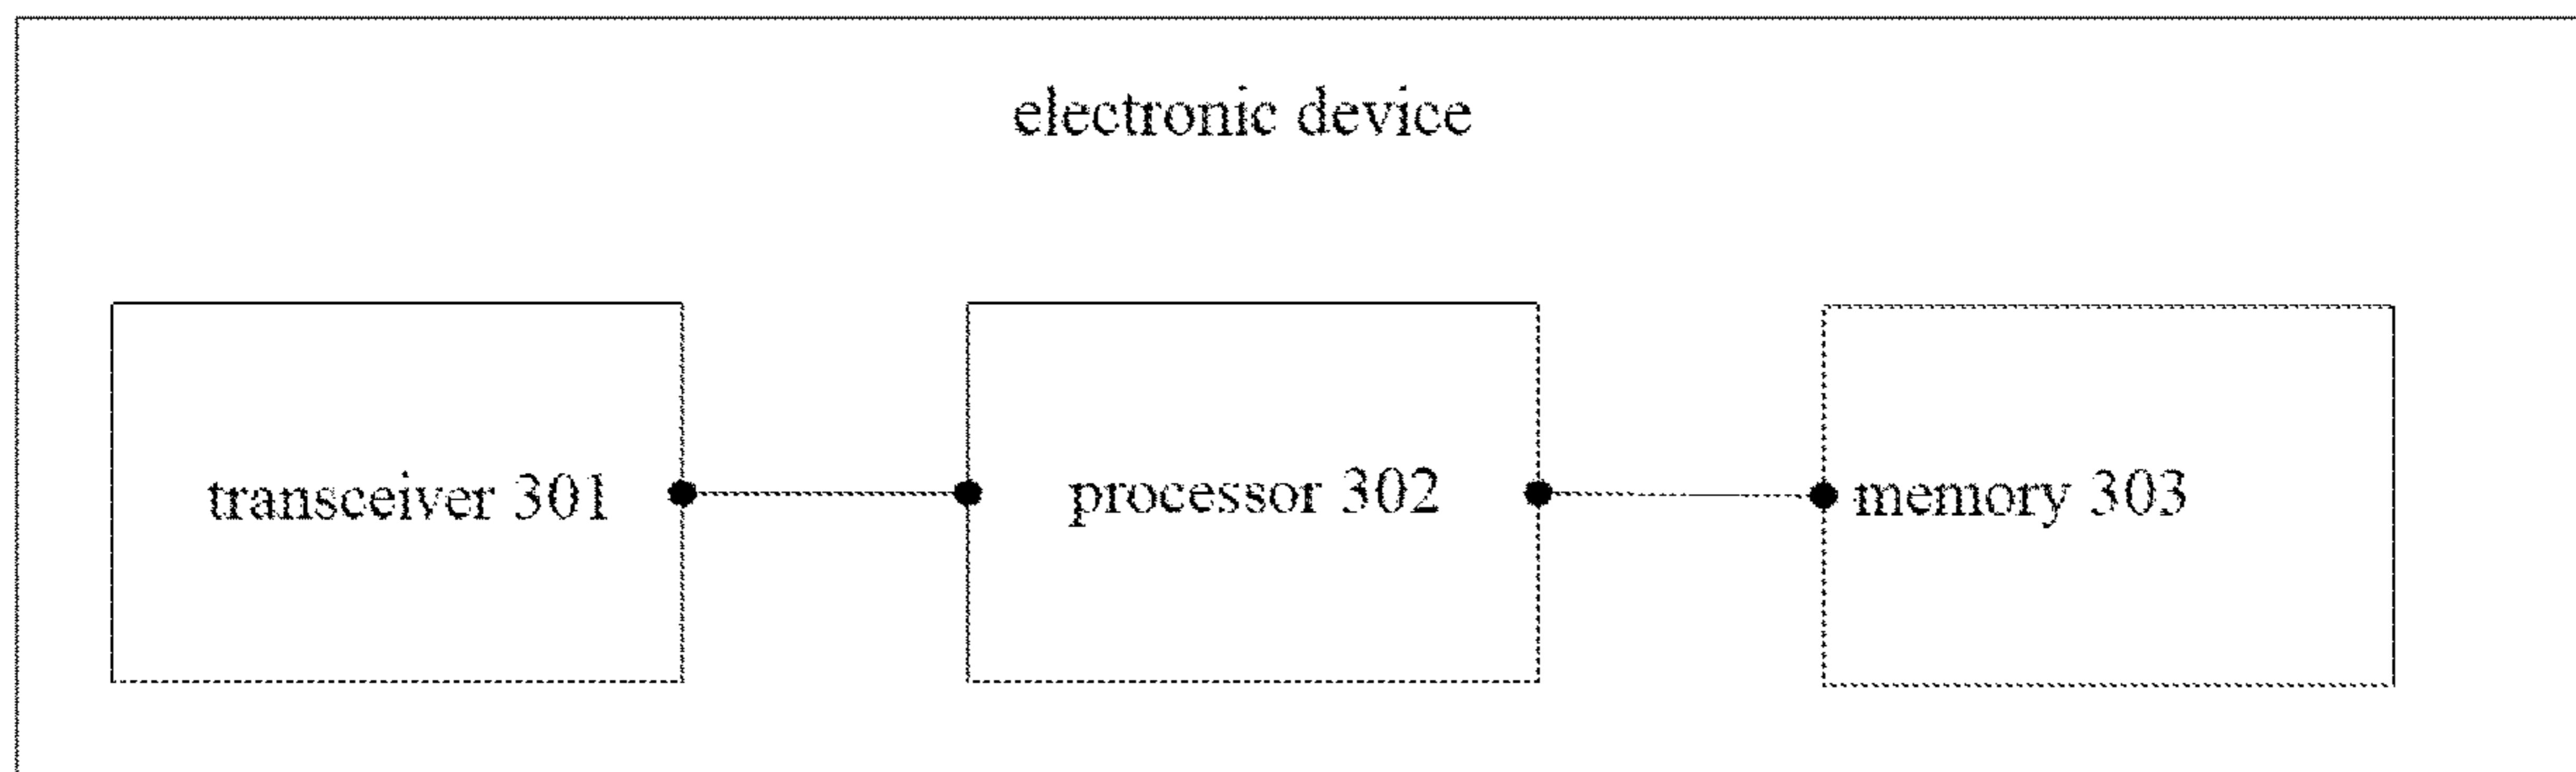 electronic device
transceiver 301
processor 302
memory 303